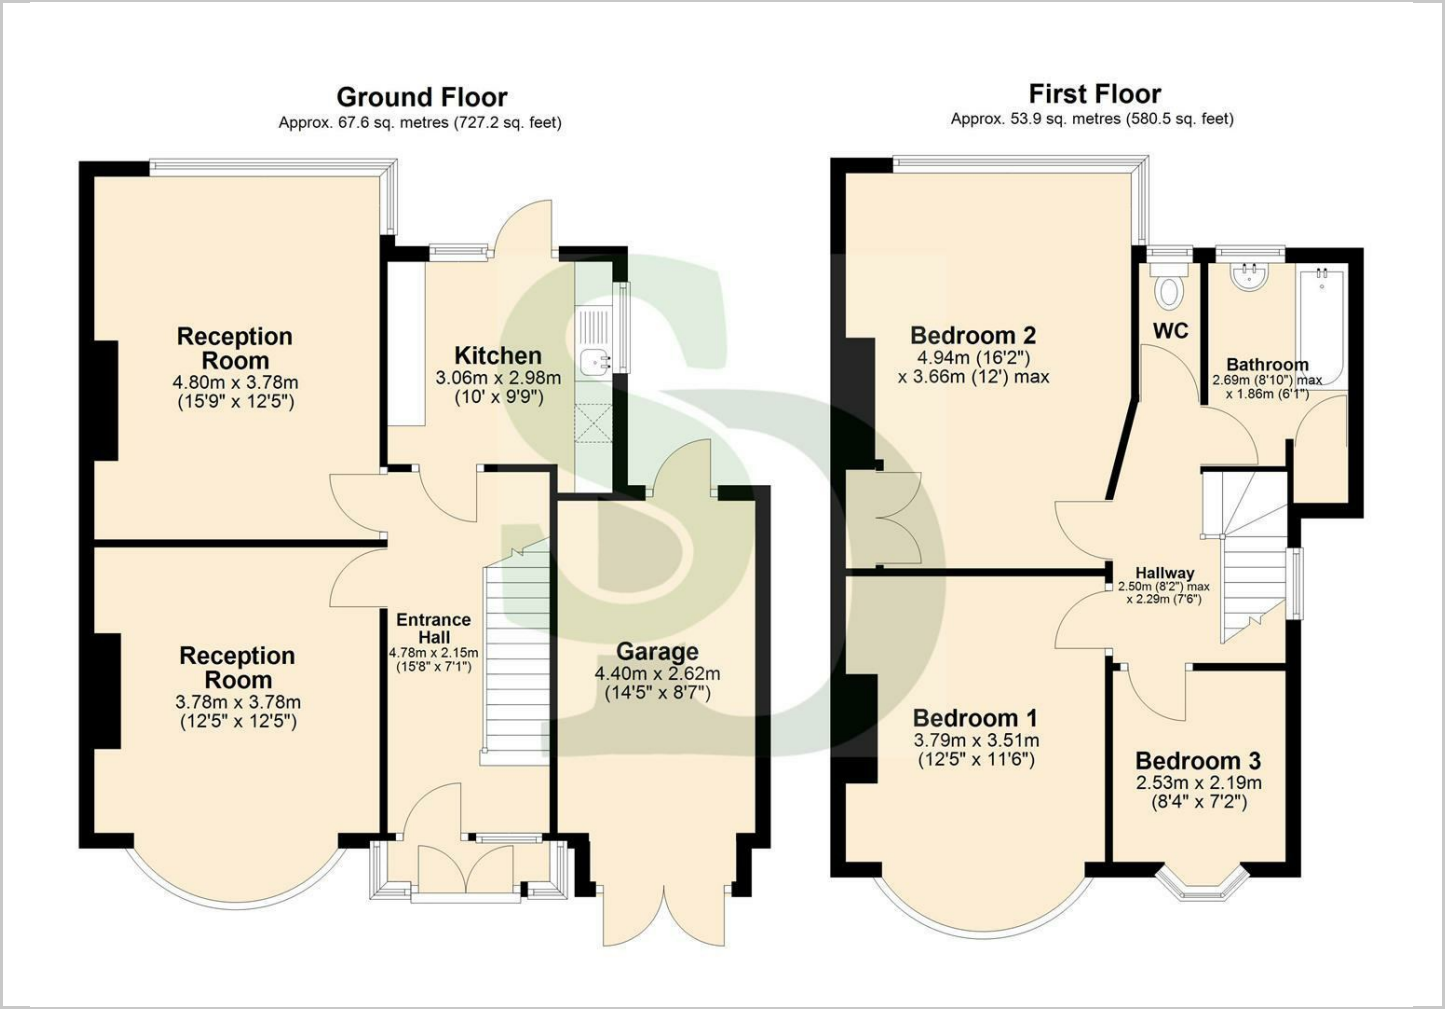 Ground Floor
Approx. 67.6 sq. metres (727.2 sq. feet)
Reception
Room
4.80m x 3.78m
(15'9" x 12'5")
Kitchen
3.06m x 2.98m
(10' x 9'9")
Reception
Room
3.78m x 3.78m
(12'5" x 12'5")
Entrance
Hall
4.78m x 2.15m
(15'8" x 7'1")
Garage
4.40m x 2.62m
(14'5" x 8'7")
First Floor
Approx. 53.9 sq. metres (580.5 sq. feet)
Bedroom 2
4.94m (16'2")
x 3.66m (12') max
WC
Bathroom
2.69m (8'10") max
x 1.86m (6'1")
Hallway
2.50m (8'2") max
x 2.29m (7'6")
Bedroom 1
3.79m x 3.51m
(12'5" x 11'6")
Bedroom 3
2.53m x 2.19m
(8'4" x 7'2")